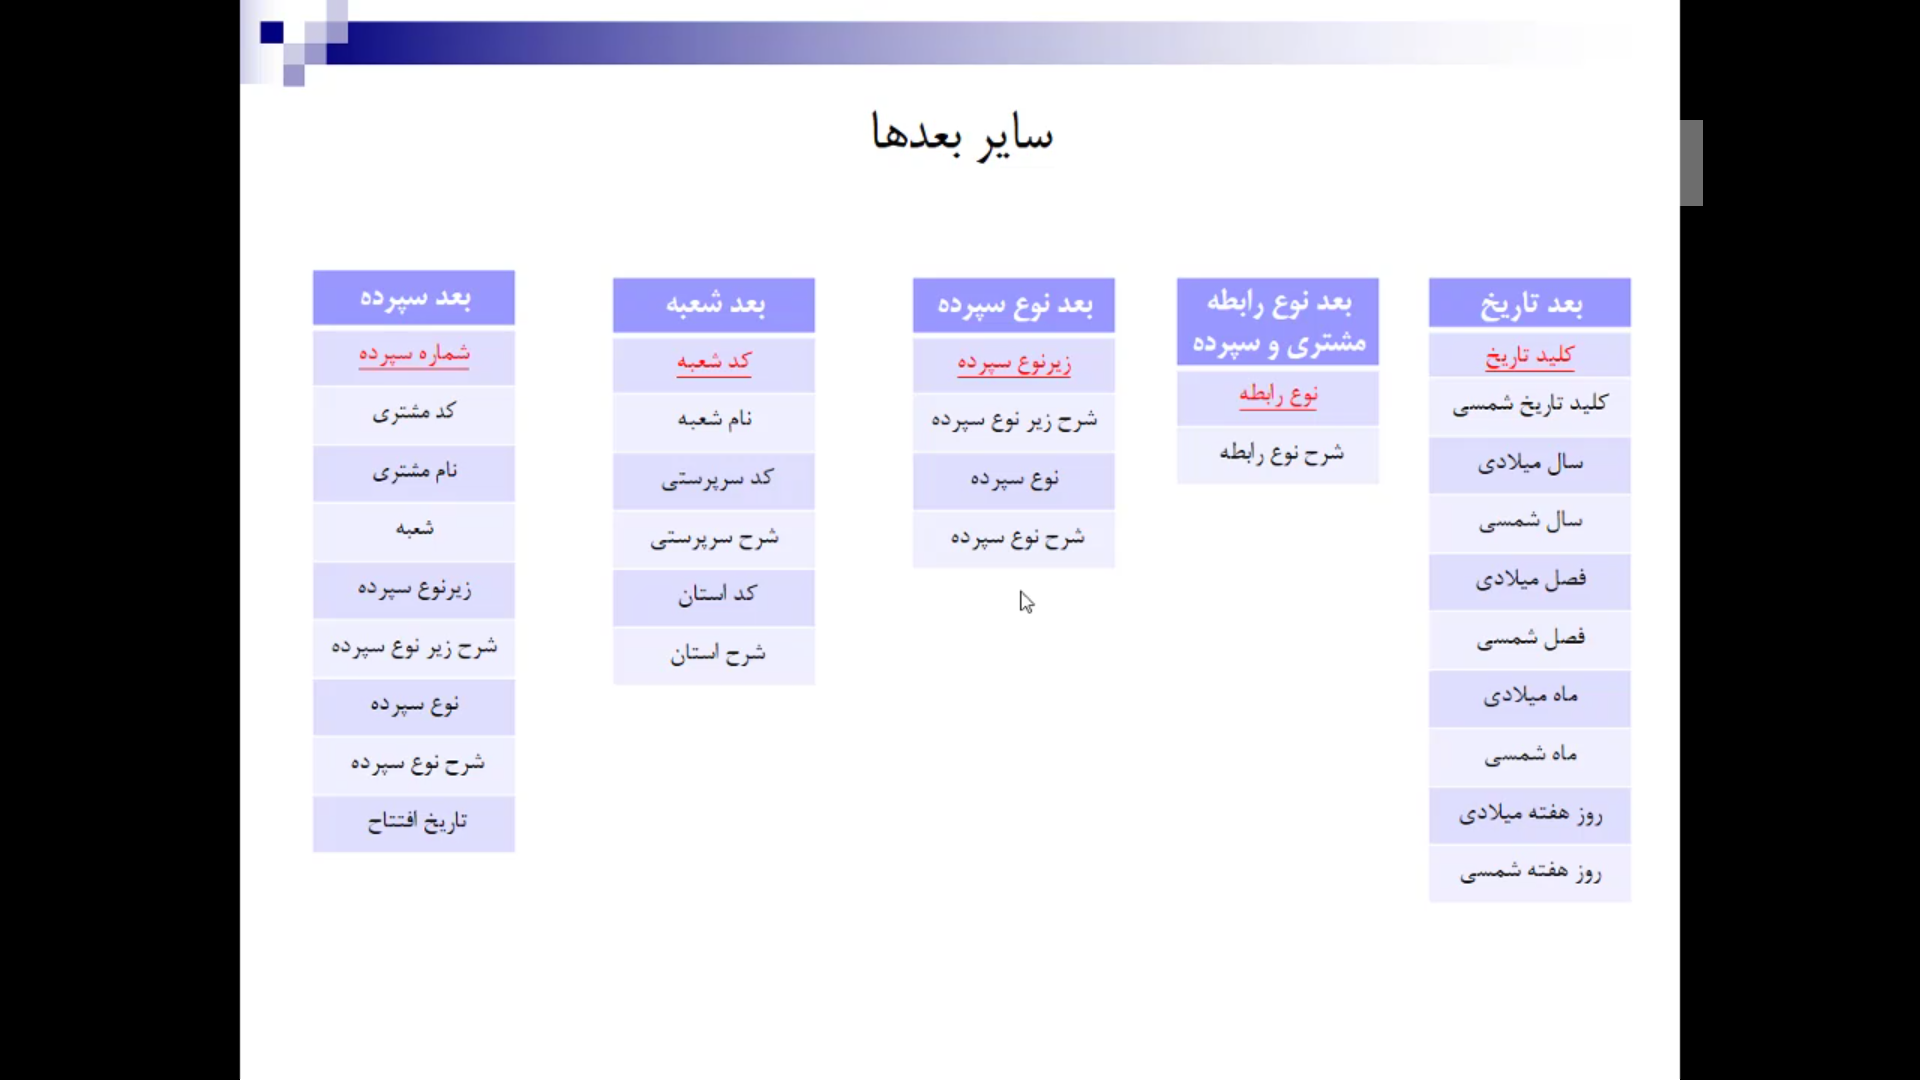 سایر بعدها
بعد تاریخ
کلید تاریخ
کلید تاریخ شمسی
سال میلادی
سال شمسی
فصل میلادی
فصل شمسی
ماه میلادی
ماه شمسی
روز هفته میلادی
روز هفته شمسی
بعد نوع رابطه
مشتری و سپرده
نوع رابطه
شرح نوع رابطه
بعد نوع سپرده
زیرنوع سپرده
شرح زیر نوع سپرده
نوع سپرده
شرح نوع سپرده
بعد شعبه
کد شعبه
نام شعبه
کد سرپرستی
شرح سرپرستی
کد استان
شرح استان
بعد سپرده
شماره سپرده
کد مشتری
نام مشتری
شعبه
زیرنوع سپرده
شرح زیر نوع سپرده
نوع سپرده
شرح نوع سپرده
تاریخ افتتاح